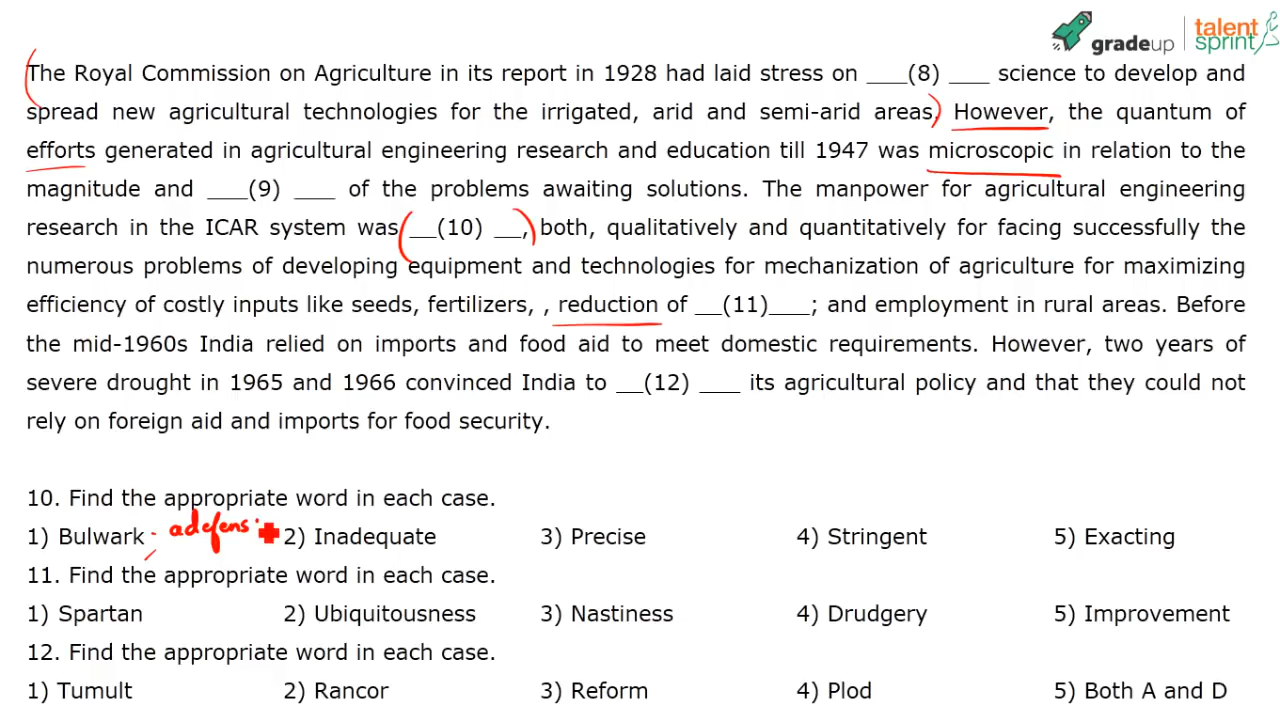 gradeup talent sprint
The Royal Commission on Agriculture in its report in 1928 had laid stress on ___(8) ___ science to develop and
spread new agricultural technologies for the irrigated, arid and semi-arid areas. However, the quantum of
efforts generated in agricultural engineering research and education till 1947 was microscopic in relation to the
magnitude and ___(9) ___ of the problems awaiting solutions. The manpower for agricultural engineering
research in the ICAR system was __(10) __, both, qualitatively and quantitatively for facing successfully the
numerous problems of developing equipment and technologies for mechanization of agriculture for maximizing
efficiency of costly inputs like seeds, fertilizers, , reduction of __(11)___; and employment in rural areas. Before
the mid-1960s India relied on imports and food aid to meet domestic requirements. However, two years of
severe drought in 1965 and 1966 convinced India to __(12) ___ its agricultural policy and that they could not
rely on foreign aid and imports for food security.
10. Find the appropriate word in each case.
1) Bulwark - a defens 2) Inadequate 3) Precise 4) Stringent 5) Exacting
11. Find the appropriate word in each case.
1) Spartan 2) Ubiquitousness 3) Nastiness 4) Drudgery 5) Improvement
12. Find the appropriate word in each case.
1) Tumult 2) Rancor 3) Reform 4) Plod 5) Both A and D